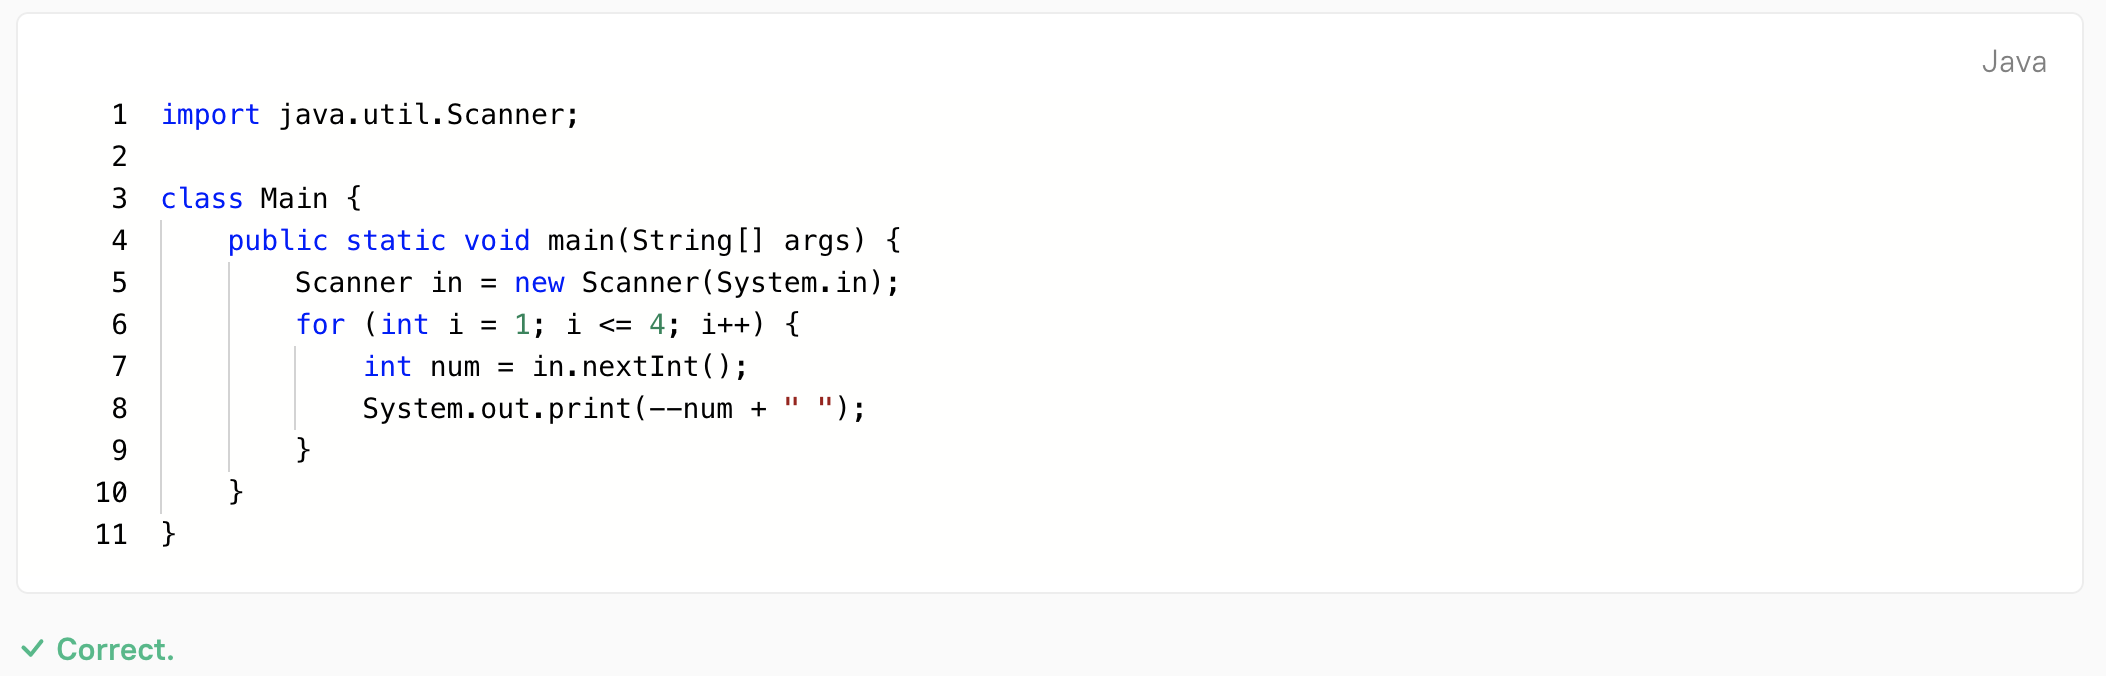 Java
1 import java.util.Scanner;
2
3 class Main {
4     public static void main(String[] args) {
5         Scanner in = new Scanner(System.in);
6         for (int i = 1; i <= 4; i++) {
7             int num = in.nextInt();
8             System.out.print(--num + " ");
9         }
10     }
11 }
✓ Correct.